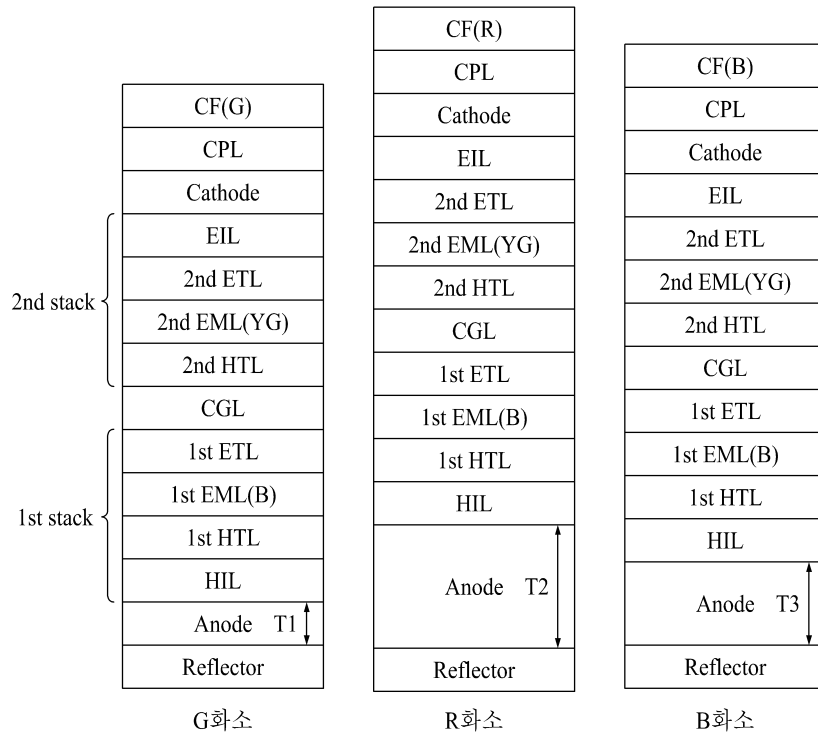 CF(G)
CPL
Cathode
EIL
2nd ETL
2nd EML(YG)
2nd HTL
CGL
1st ETL
1st EML(B)
1st HTL
HIL
Anode T1
Reflector
2nd stack
1st stack
G화소
CF(R)
CPL
Cathode
EIL
2nd ETL
2nd EML(YG)
2nd HTL
CGL
1st ETL
1st EML(B)
1st HTL
HIL
Anode T2
Reflector
R화소
CF(B)
CPL
Cathode
EIL
2nd ETL
2nd EML(YG)
2nd HTL
CGL
1st ETL
1st EML(B)
1st HTL
HIL
Anode T3
Reflector
B화소